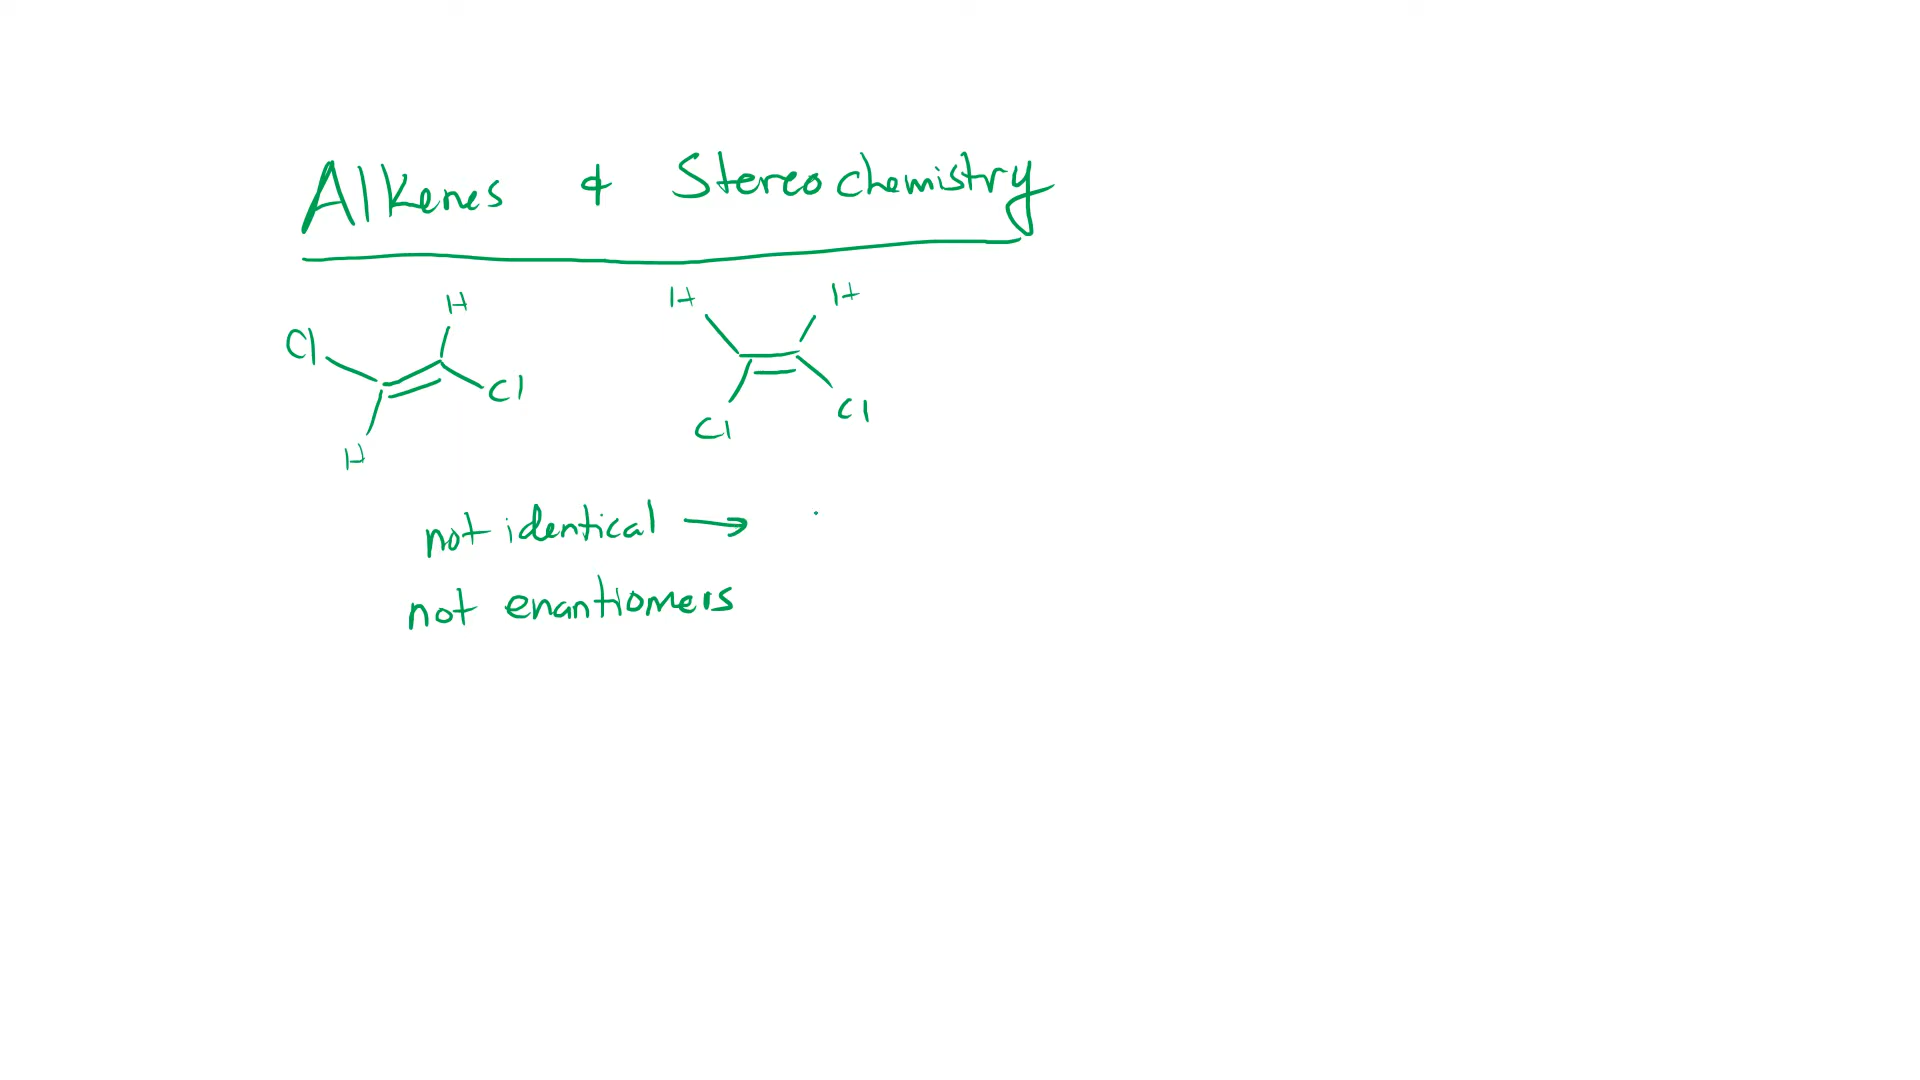 Alkenes & Stereochemistry
H H H
Cl Cl
Cl Cl
H
not identical →
not enantiomers